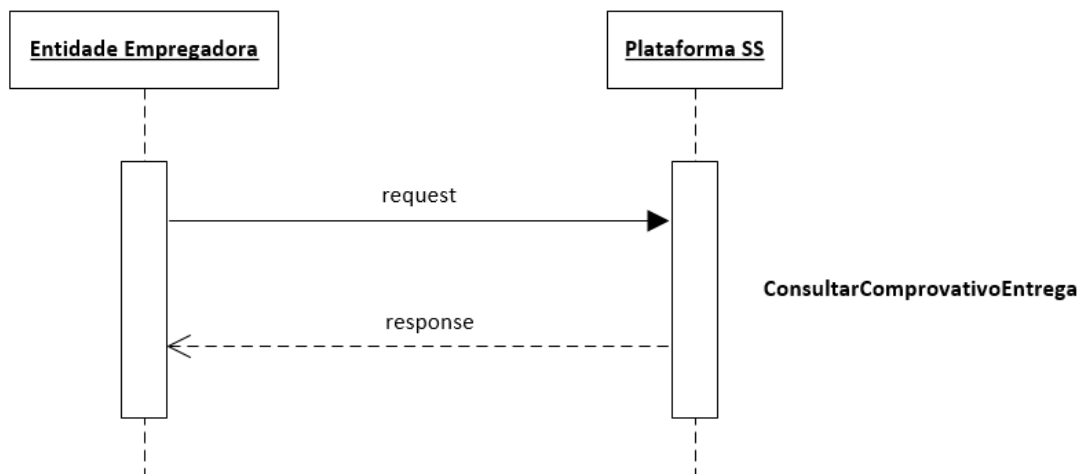 Entidade Empregadora
Plataforma SS
request
ConsultarComprovativoEntrega
response